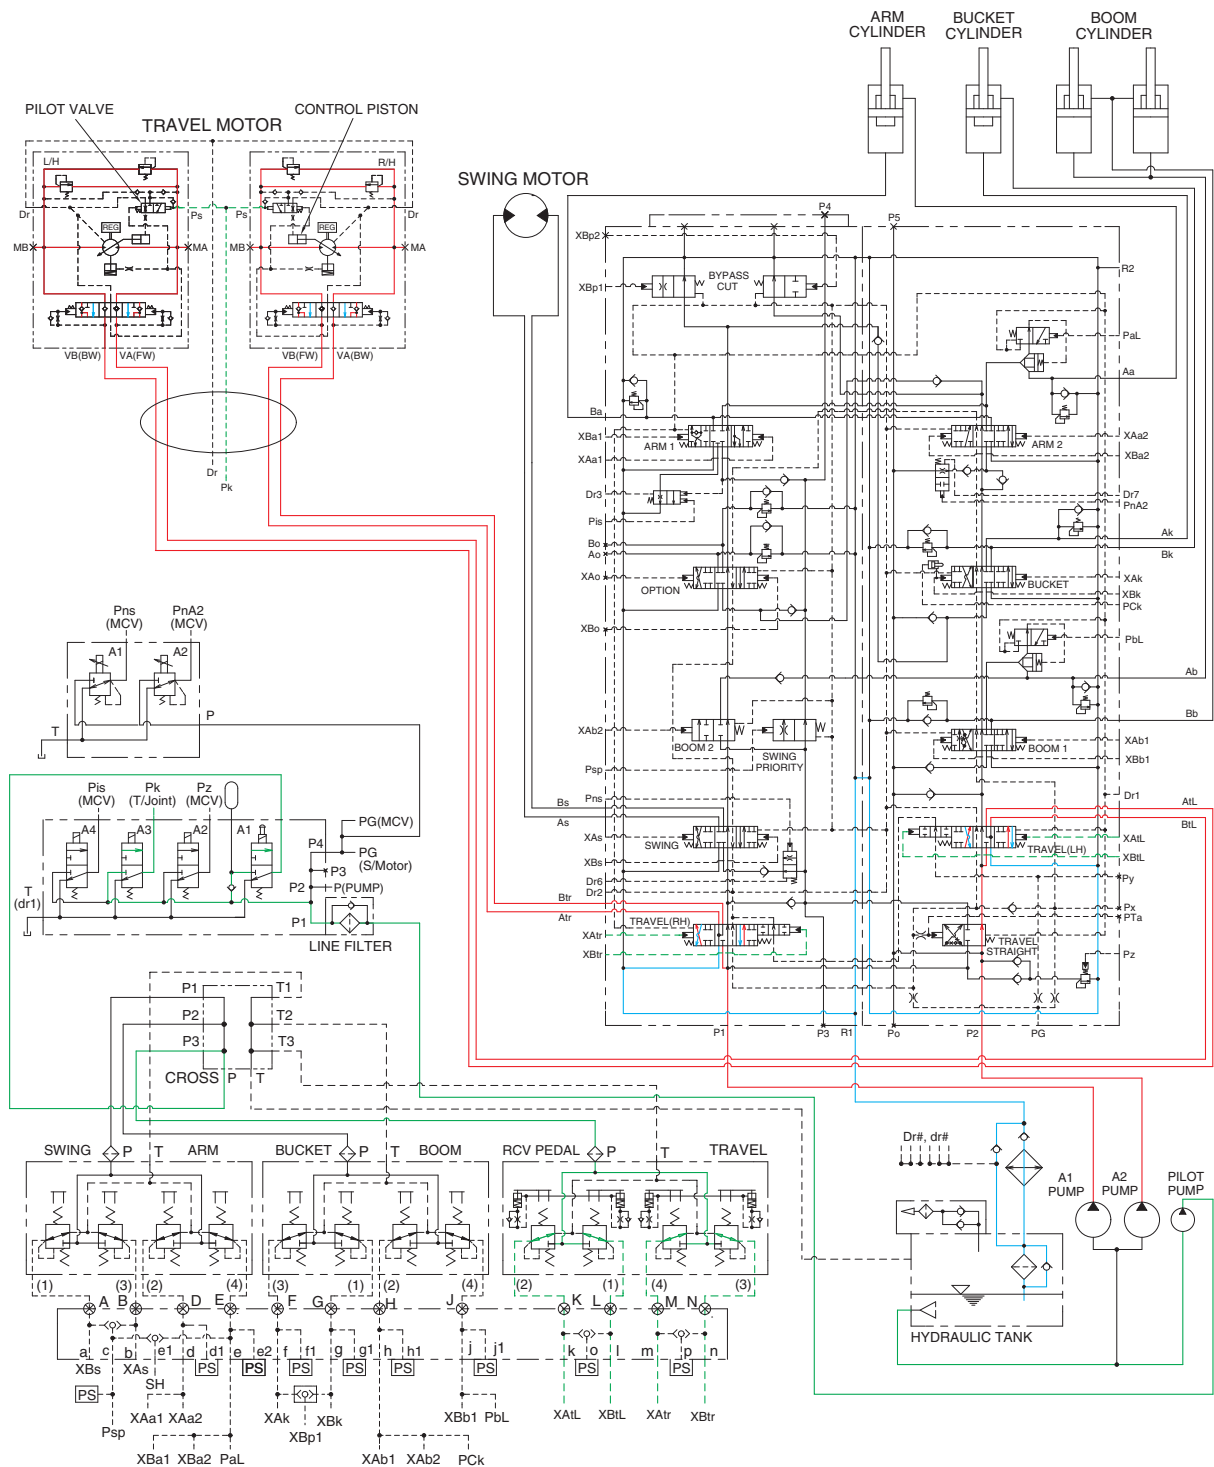 ARM
CYLINDER
BUCKET
CYLINDER
BOOM
CYLINDER
PILOT VALVE
CONTROL PISTON
TRAVEL MOTOR
L/H
R/H
SWING MOTOR
Dr
Ps
Ps
Dr
REG
REG
MB
MA
MB
MA
VB(BW)
VA(FW)
VB(FW)
VA(BW)
Dr
Pk
P4
P5
XBp2
XBp1
BYPASS
CUT
R2
PaL
Aa
Ba
XBa1
ARM 1
XAa1
ARM 2
XAa2
XBa2
Dr3
Pis
Dr7
PnA2
Bo
Ao
Ak
Bk
XAo
OPTION
BUCKET
XAk
XBk
PCk
XBo
PbL
Ab
Bb
XAb2
BOOM 2
SWING
PRIORITY
BOOM 1
XAb1
XBb1
Psp
Pns
Bs
As
Dr1
AtL
BtL
XAs
SWING
TRAVEL(LH)
XAtL
XBs
XBtL
Dr6
Dr2
Py
Btr
Atr
TRAVEL(RH)
Px
PTa
XAtr
XBtr
TRAVEL
STRAIGHT
Pz
P1
P3
R1
Po
P2
PG
Pns
(MCV)
PnA2
(MCV)
A1
A2
P
T
Pis
(MCV)
Pk
(T/Joint)
Pz
(MCV)
A4
A3
A2
A1
P4
PG(MCV)
PG
(S/Motor)
P3
P2
P(PUMP)
P1
T
(dr1)
LINE FILTER
P1
T1
P2
T2
P3
T3
CROSS
P
T
SWING
P
T
ARM
BUCKET
P
T
BOOM
RCV PEDAL
P
T
TRAVEL
(1)
(3)
(2)
(4)
(3)
(1)
(2)
(4)
(2)
(1)
(4)
(3)
A
B
D
E
F
G
H
J
K
L
M
N
a
c
b
e1
d
d1
e
e2
f
f1
g
g1
h
h1
j
j1
k
o
l
m
p
n
XBs
XAs
SH
PS
PS
PS
PS
PS
PS
PS
PS
Psp
XAa1
XAa2
XBa1
XBa2
PaL
XAk
XBp1
XBk
XAb1
XAb2
PCk
XBb1
PbL
XAtL
XBtL
XAtr
XBtr
Dr#, dr#
A1
PUMP
A2
PUMP
PILOT
PUMP
HYDRAULIC TANK